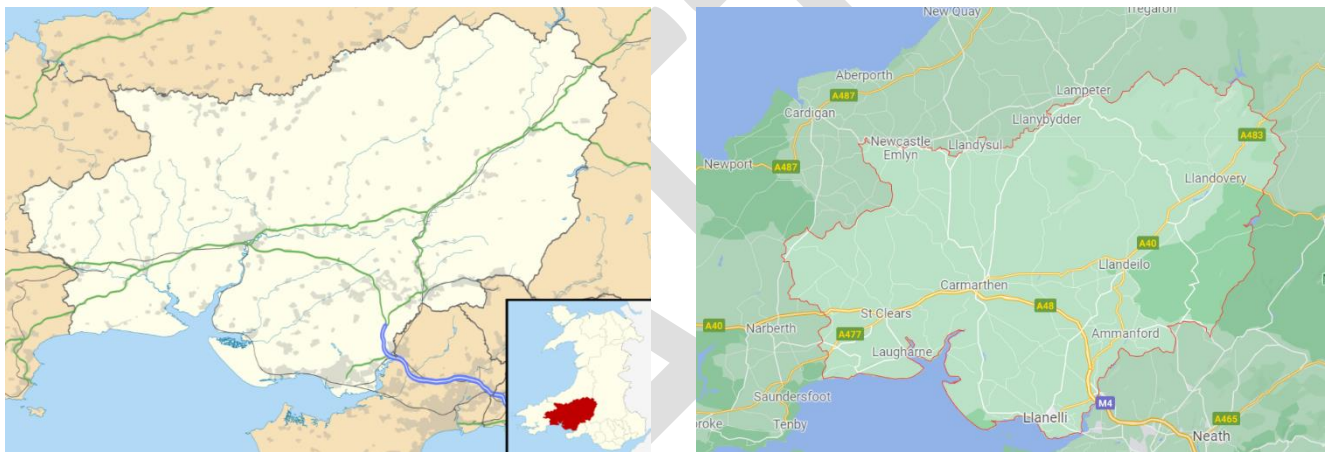 New Quay
Tregaron
Aberporth
A487
Lampeter
Cardigan
Llanybydder
Newcastle
Emlyn
Llandysul
A483
Newport
A487
Llandovery
A40
Llandeilo
Carmarthen
A48
St Clears
A40
Narberth
A477
Ammanford
Laugharne
Saundersfoot
M4
Llanelli
roke
Tenby
A465
Neath